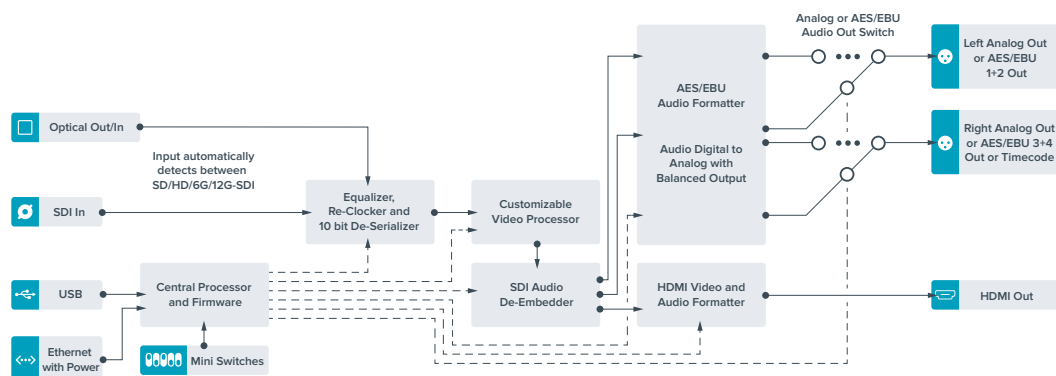 Analog or AES/EBU
Audio Out Switch
Left Analog Out
or AES/EBU
1+2 Out
AES/EBU
Audio Formatter
Optical Out/In
Right Analog Out
or AES/EBU 3+4
Out or Timecode
Input automatically
detects between
SD/HD/6G/12G-SDI
Audio Digital to
Analog with
Balanced Output
SDI In
Equalizer,
Re-Clocker and
10 bit De-Serializer
Customizable
Video Processor
USB
Central Processor
and Firmware
SDI Audio
De-Embedder
HDMI Video and
Audio Formatter
HDMI Out
Ethernet
with Power
Mini Switches